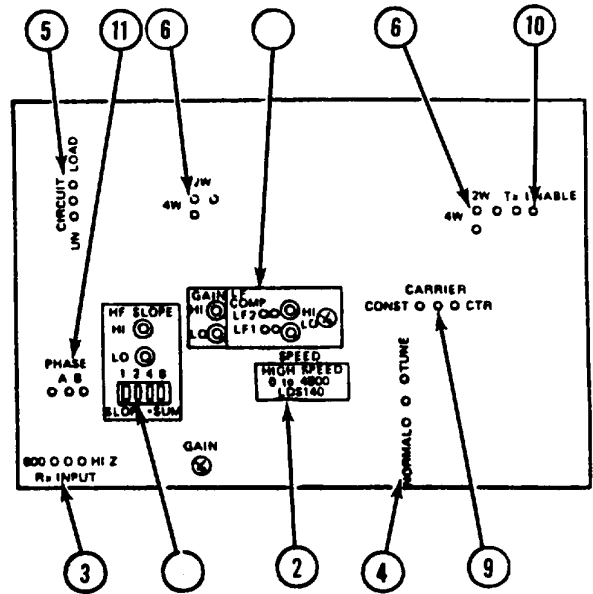 5
11
6
6
10
CIRCUIT
UN
LOAD
4W
2W
2W Tx ENABLE
4W
GAIN
HI
LO
LF
COMP
LF2
LF1
HI
LO
CARRIER
CONST
CTR
HF SLOPE
HI
LO
1 2 4 8
SLOPE -SUM
PHASE
A B
SPEED
HIGH SPEED
0 to 4800
LDS140
TUNE
NORMAL
GAIN
600
HI Z
Rx INPUT
3
2
4
9